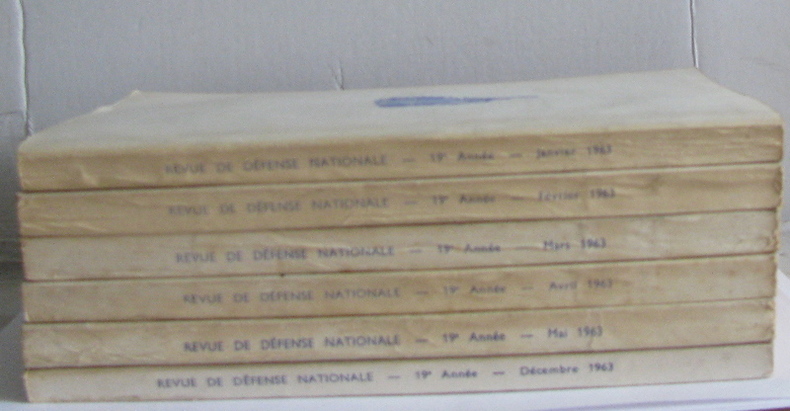 REVUE DE DÉFENSE NATIONALE — 19e Année — Janvier 1963
REVUE DE DÉFENSE NATIONALE — 19e Année — Février 1963
REVUE DE DÉFENSE NATIONALE — 19e Année — Mars 1963
REVUE DE DÉFENSE NATIONALE — 19e Année — Avril 1963
REVUE DE DÉFENSE NATIONALE — 19e Année — Mai 1963
REVUE DE DÉFENSE NATIONALE — 19e Année — Décembre 1963